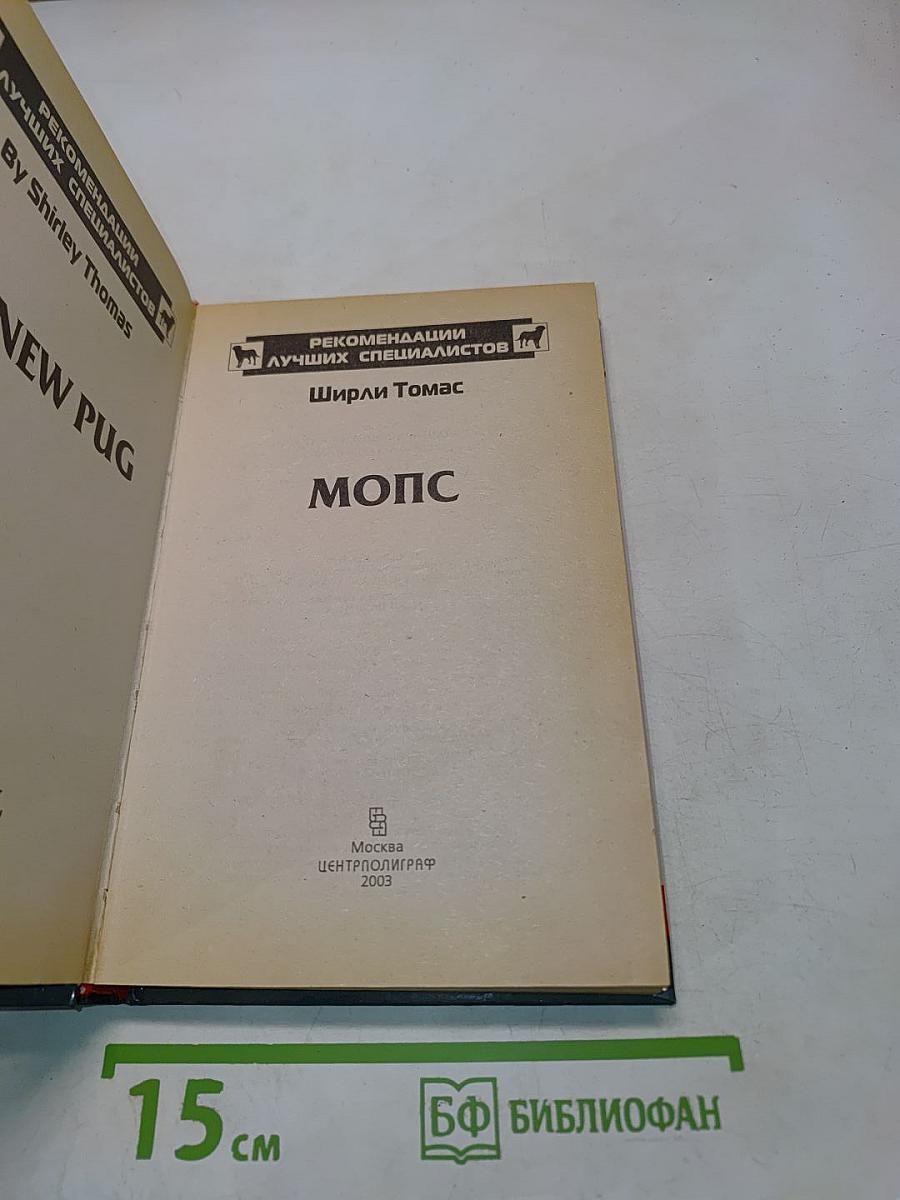 РЕКОМЕНДАЦИИ
ЛУЧШИХ СПЕЦИАЛИСТОВ
By Shirley Thomas
NEW PUG
РЕКОМЕНДАЦИИ
ЛУЧШИХ СПЕЦИАЛИСТОВ
Ширли Томас
МОПС
Москва
ЦЕНТРПОЛИГРАФ
2003
15 см
БФ БИБЛИОФАН